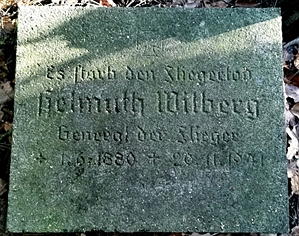 Es starb den Fliegertod
Helmuth Wilberg
General der Flieger
* 1.6.1880 + 20.11.1941